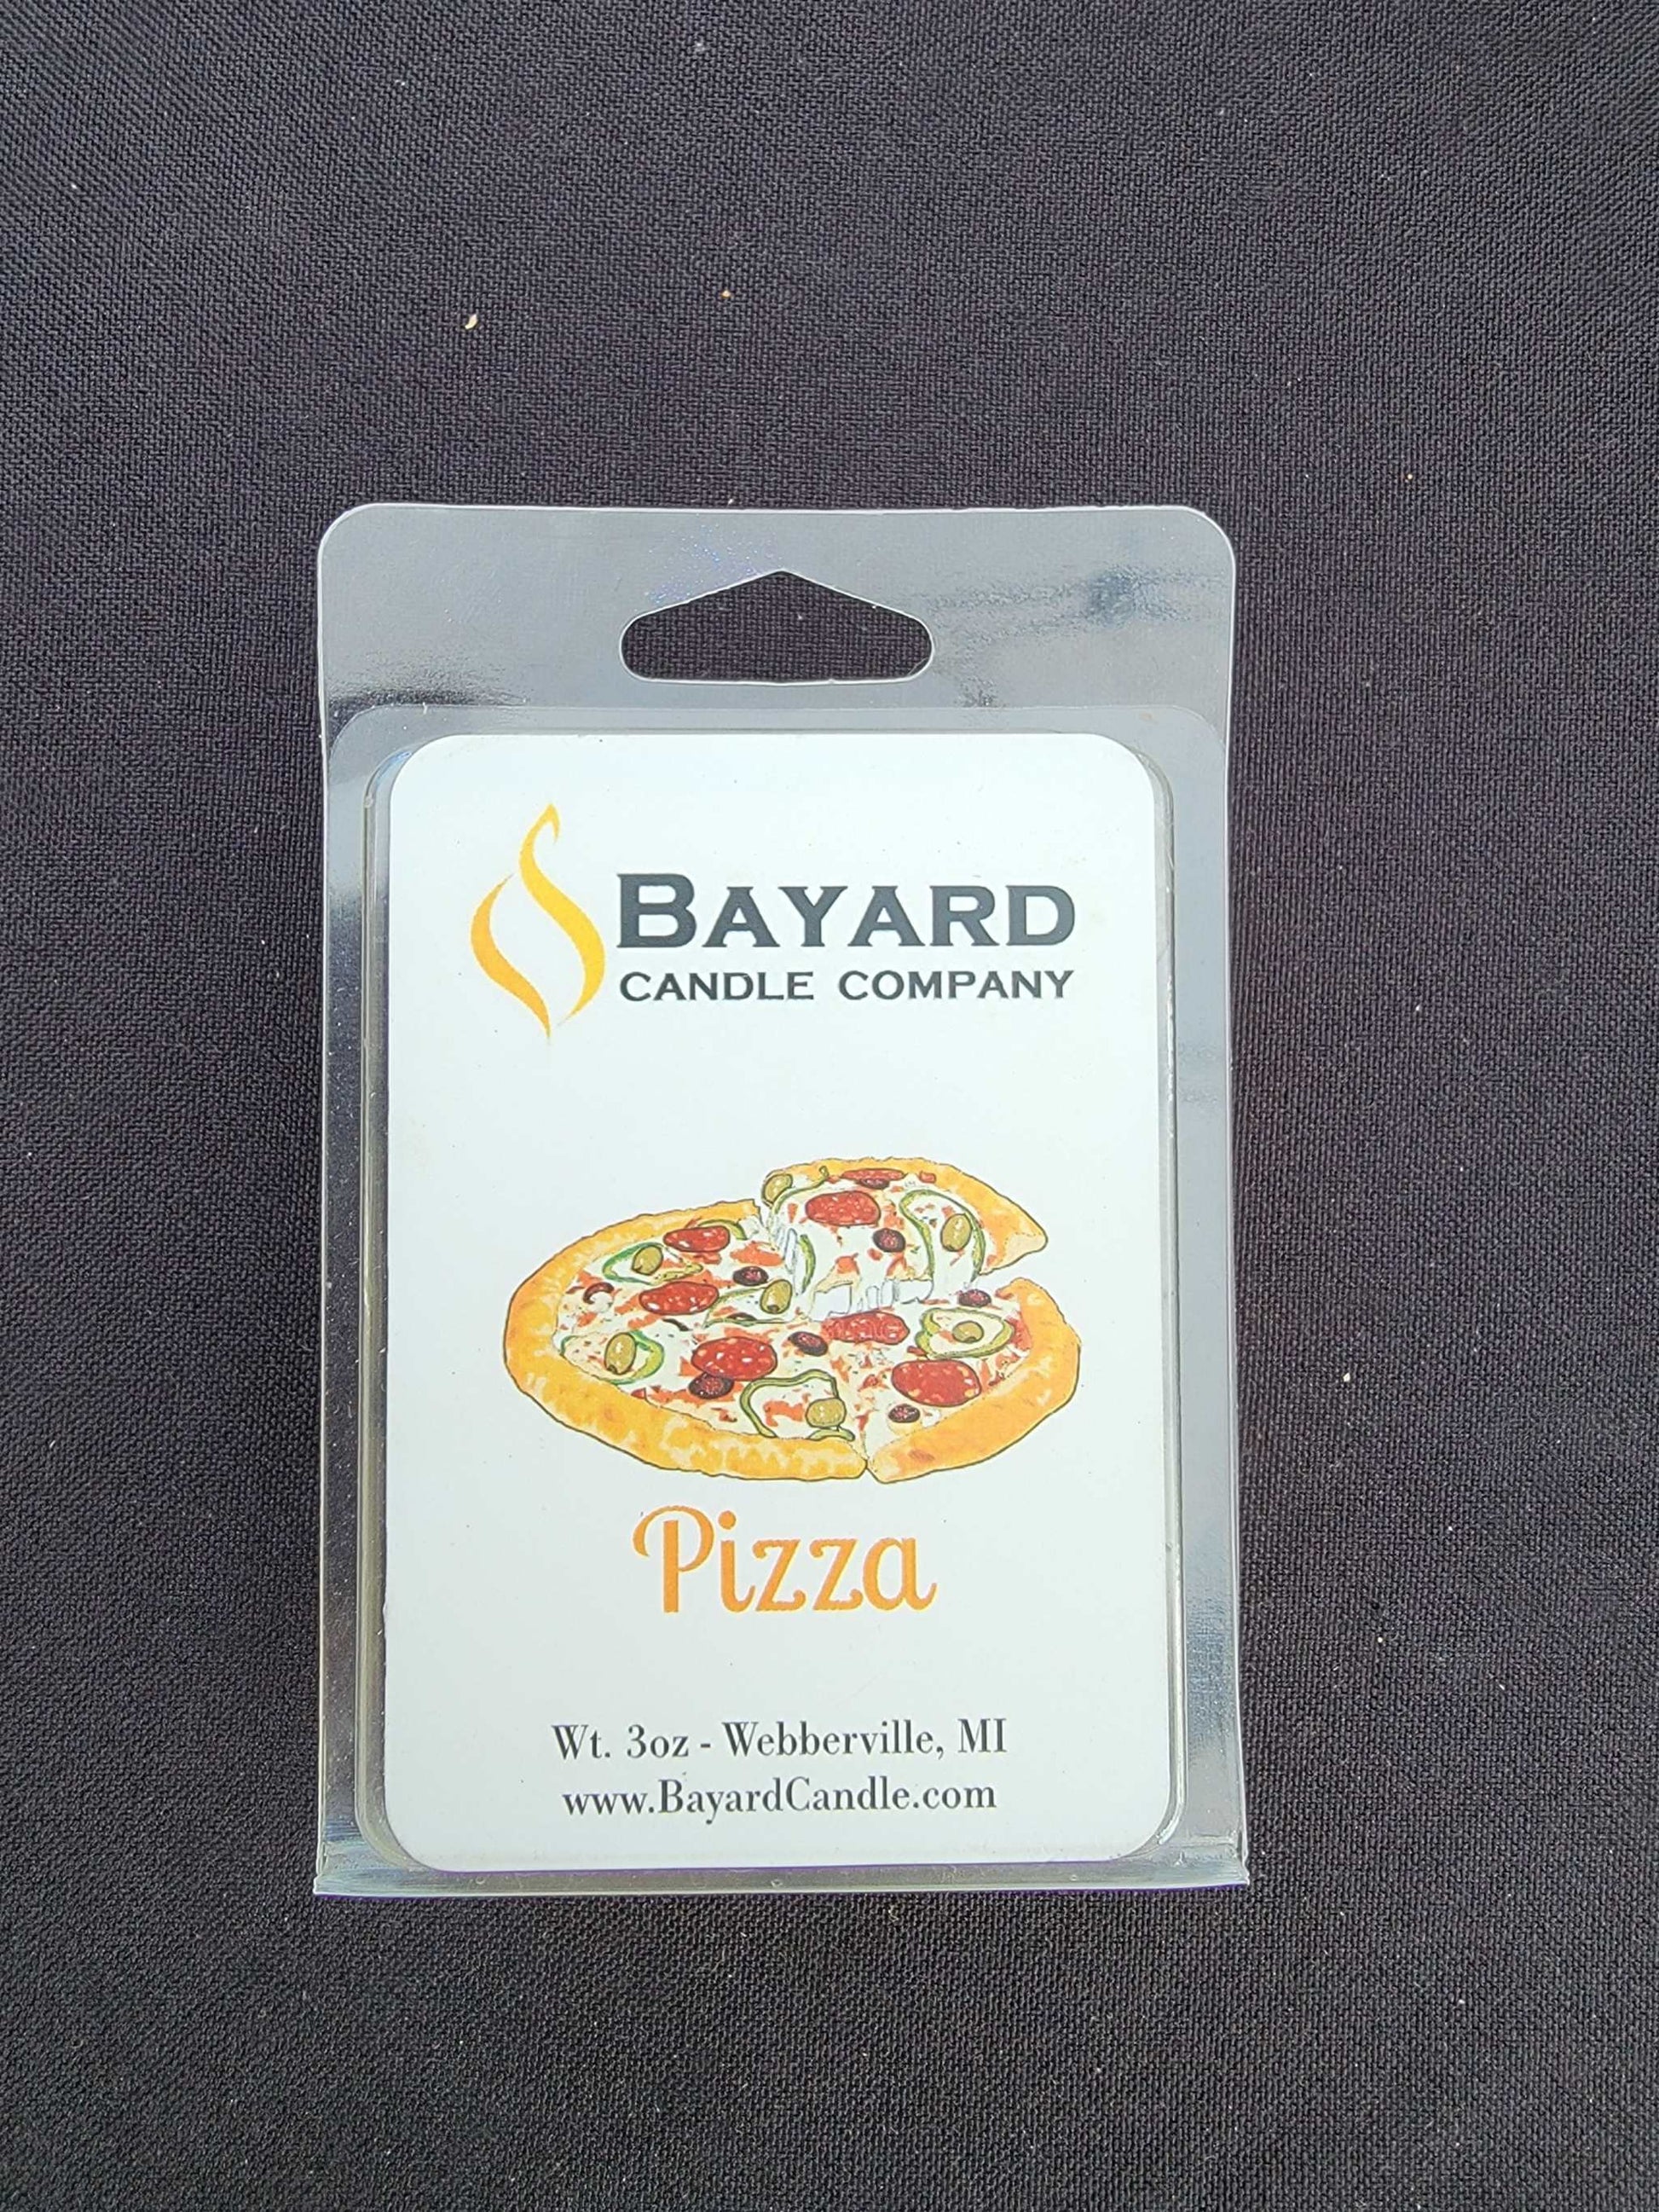 BAYARD
CANDLE COMPANY
Pizza
Wt. 3oz - Webberville, MI
www.BayardCandle.com